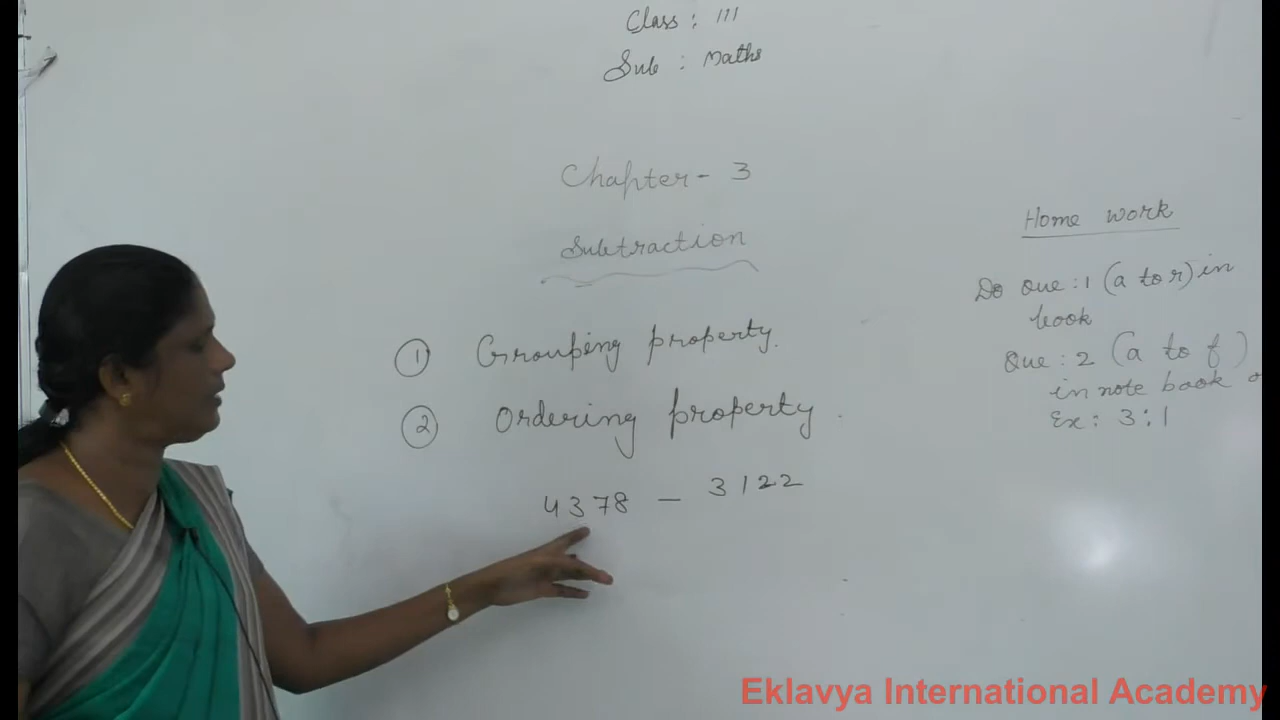 Class : III
Sub : Maths
Chapter - 3
Subtraction
① Grouping property.
② Ordering property.
4378 - 3122
Home work
Do Que : 1 (a to r) in
book
Que : 2 (a to f)
in note book
Ex : 3:1
Eklavya International Academy